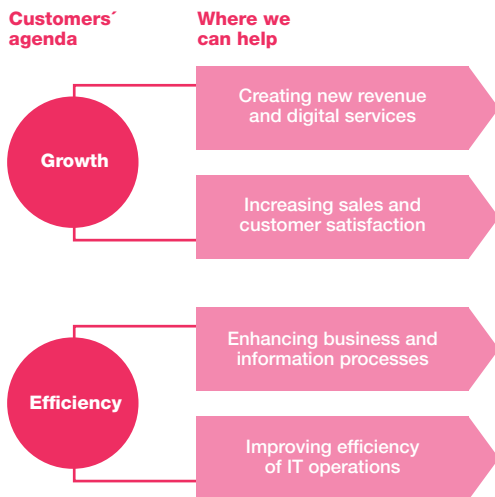 Customers´
agenda
Where we
can help
Growth
Creating new revenue
and digital services
Increasing sales and
customer satisfaction
Efficiency
Enhancing business and
information processes
Improving efficiency
of IT operations